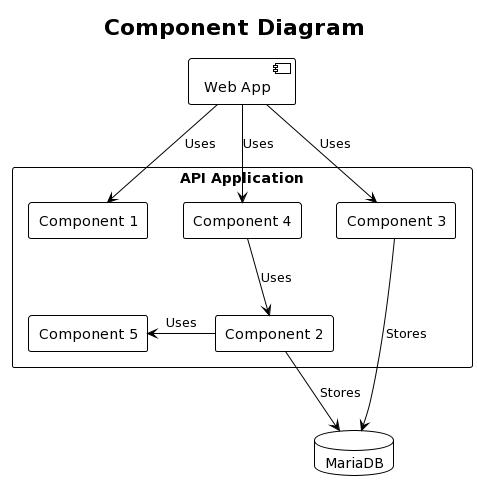 Component Diagram
Web App
Uses
Uses
Uses
API Application
Component 1
Component 4
Component 3
Uses
Component 5
Uses
Component 2
Stores
Stores
MariaDB